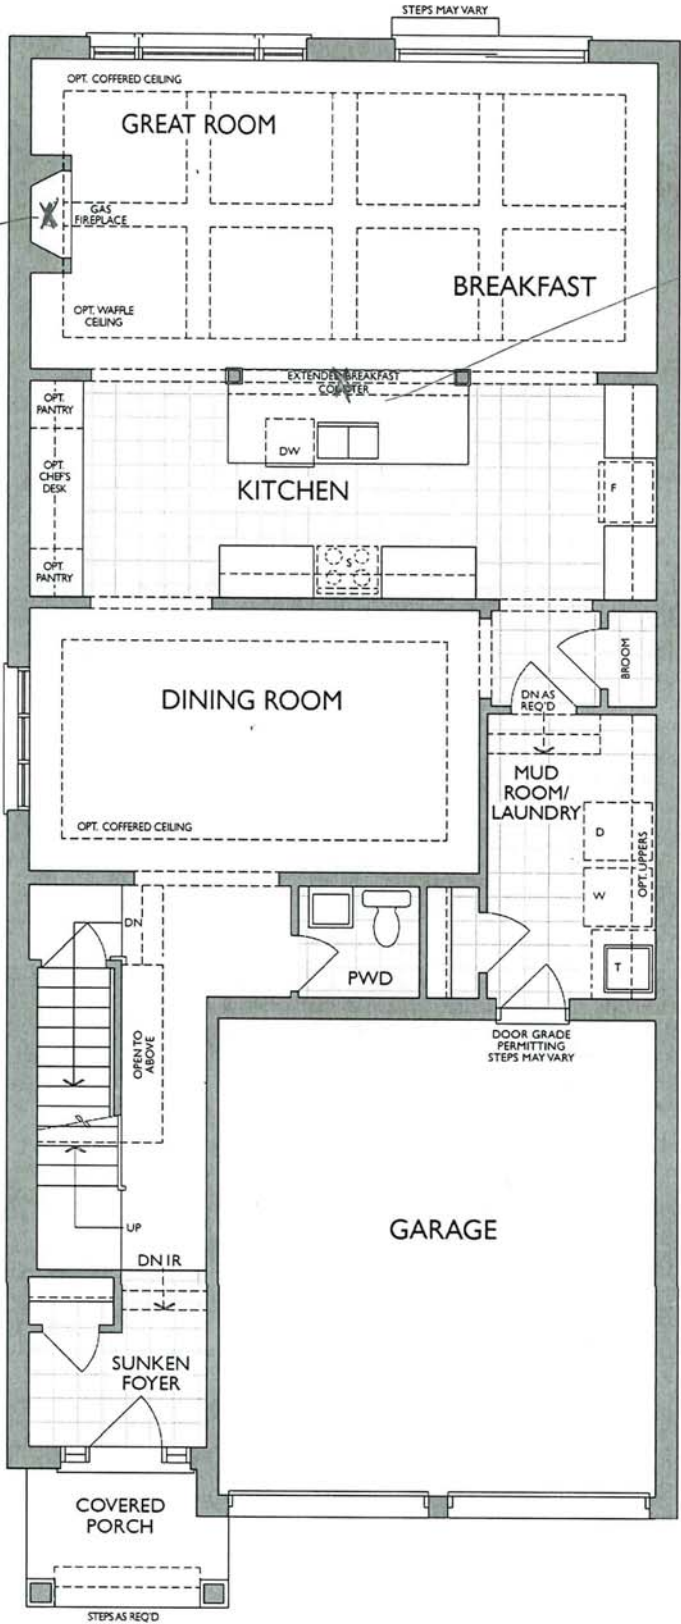 STEPS MAY VARY
OPT. COFFERED CEILING
GREAT ROOM
GAS
FIREPLACE
BREAKFAST
OPT. WAFFLE
CEILING
EXTENDED BREAKFAST
COUNTER
OPT.
PANTRY
DW
OPT.
CHEF'S
DESK
KITCHEN
F
OPT.
PANTRY
S
BROOM
DINING ROOM
DN AS
REQ'D
MUD
ROOM/
LAUNDRY
OPT. COFFERED CEILING
D
OPT. UPPERS
W
DN
T
PWD
OPEN TO
ABOVE
DOOR GRADE
PERMITTING
STEPS MAY VARY
UP
GARAGE
DN 1R
SUNKEN
FOYER
COVERED
PORCH
STEPS AS REQ'D